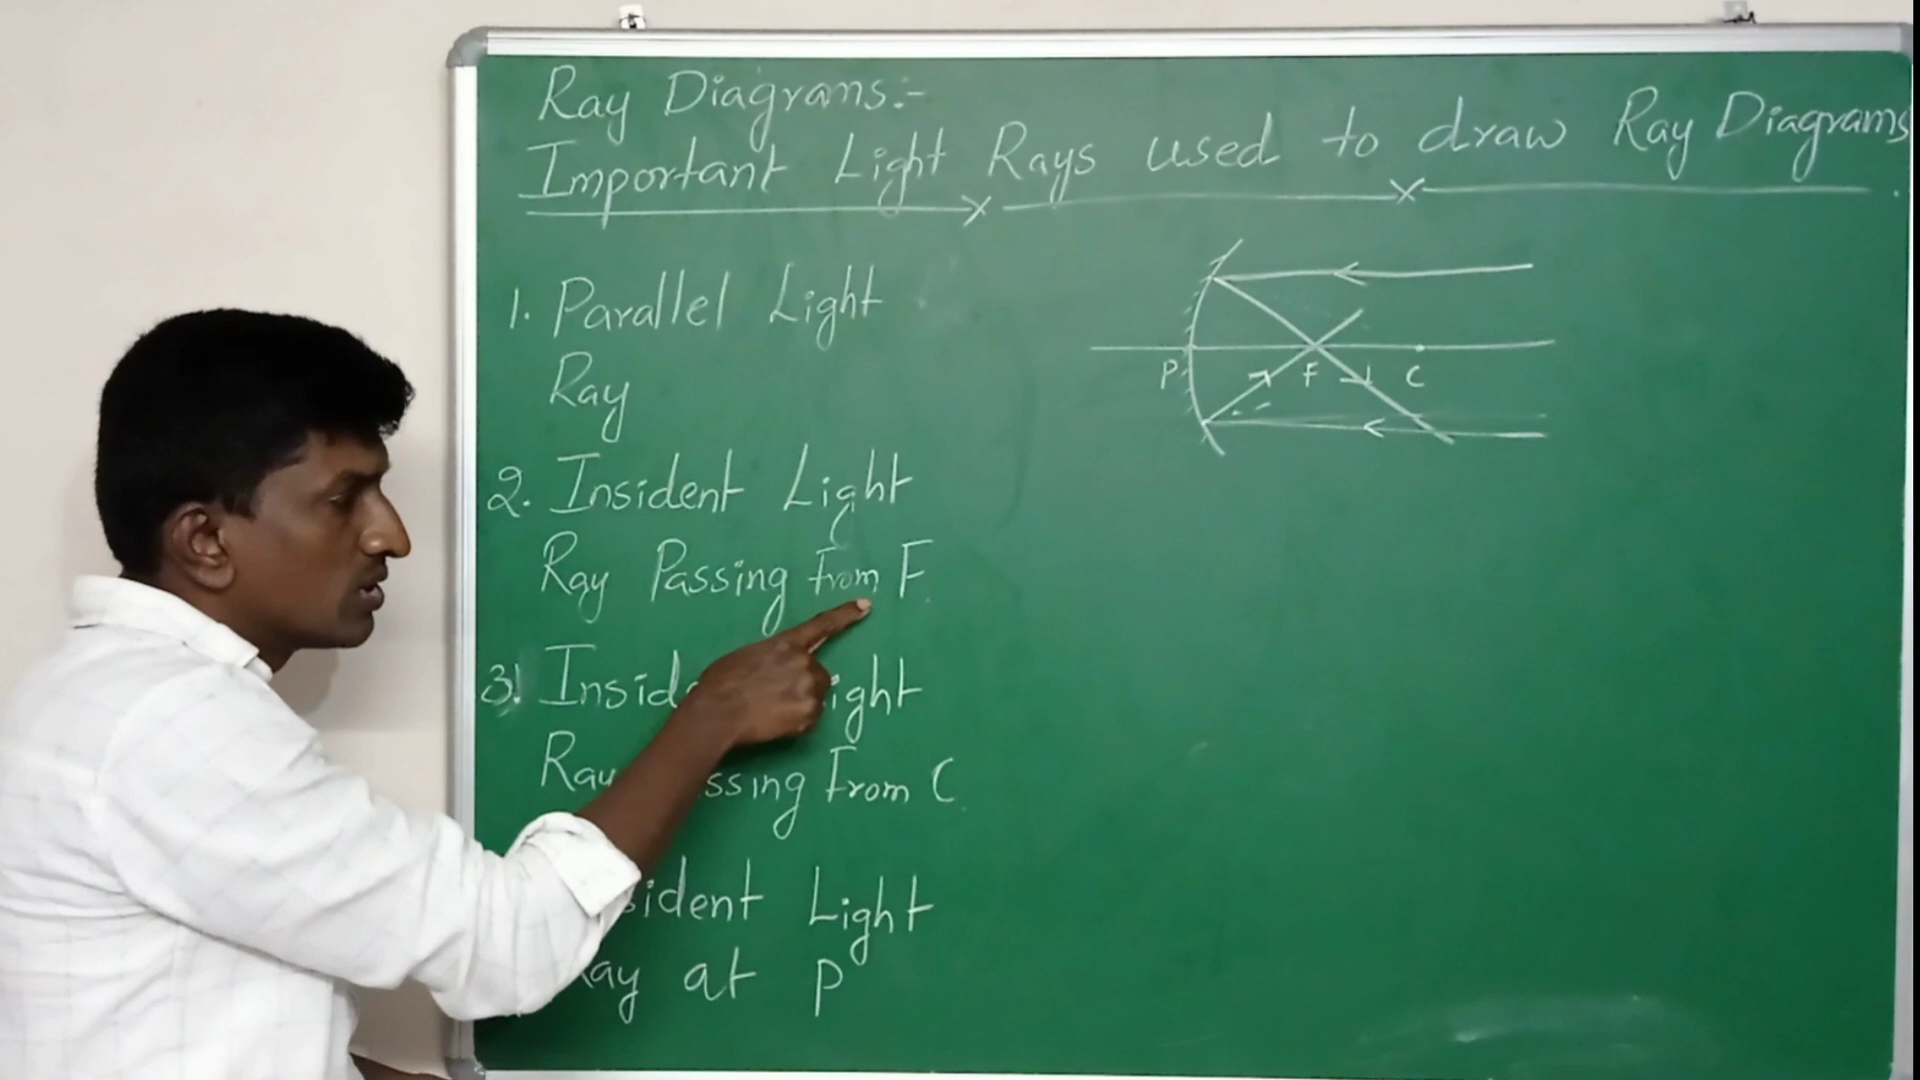 Ray Diagrams:-
Important Light Rays used to draw Ray Diagrams
1. Parallel Light
Ray
2. Insident Light
Ray Passing from F.
3. Light
from C
Light
at P
P F C